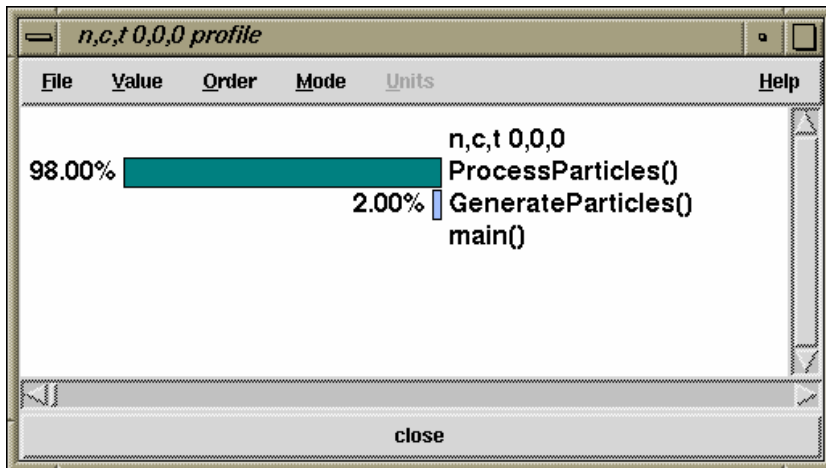 n,c,t 0,0,0 profile
File Value Order Mode Units Help
n,c,t 0,0,0
98.00% ProcessParticles()
2.00% GenerateParticles()
main()
close